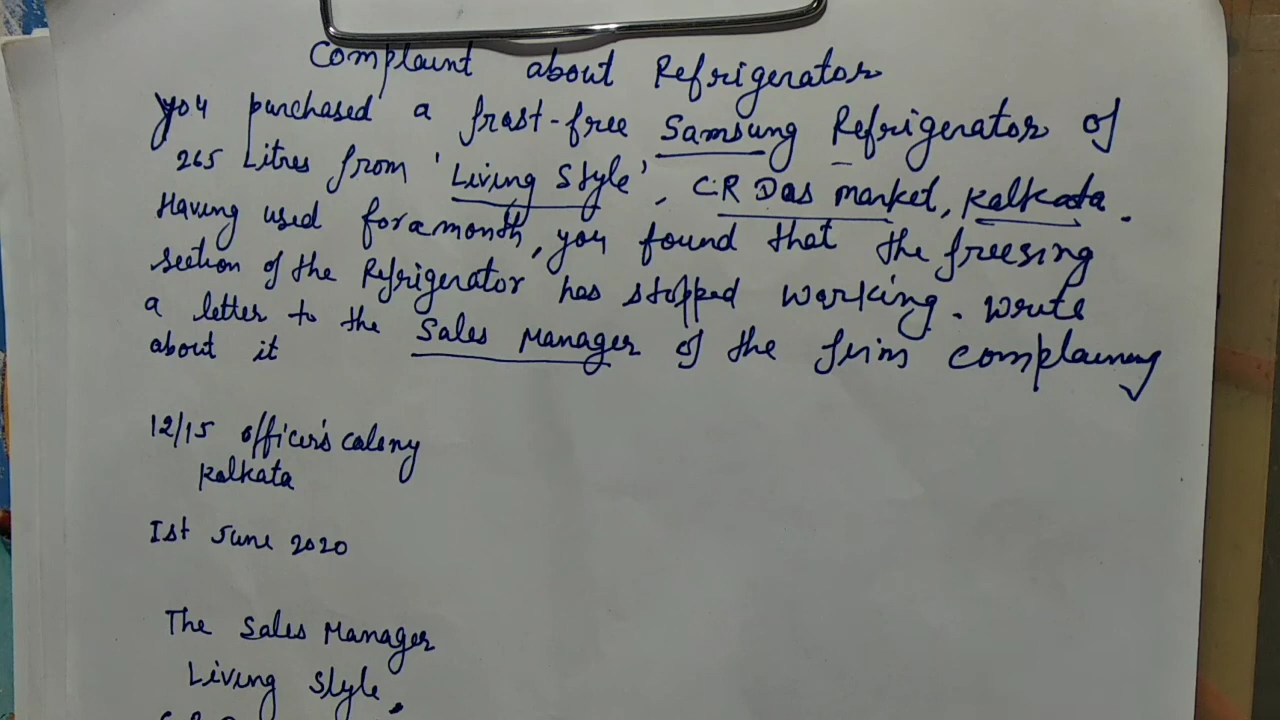 Complaint about Refrigerator
you purchased a frost-free Samsung Refrigerator of
265 Litres from 'Living Style', C.R Das market, Kolkata.
Having used for a month, you found that the freesing
section of the Refrigerator has stopped working. Write
a letter to the Sales Manager of the firm complaining
about it
12/15 officer's colony
Kolkata
Ist June 2020
The Sales Manager
Living Style,